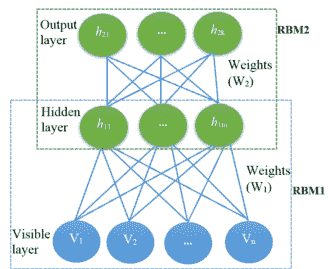 Output
layer
h21 ... h2k
RBM2
Weights
(W2)
Hidden
layer
h11 ... h1m
Weights
(W1)
RBM1
Visible
layer
V1 V2 ... Vn